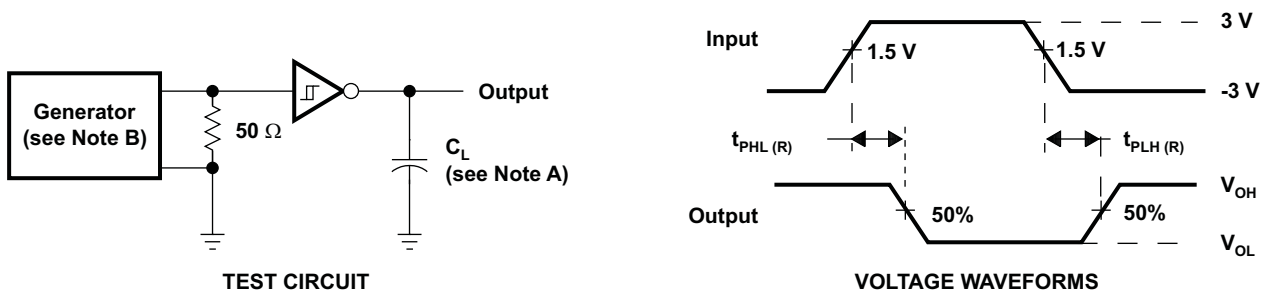 Generator
(see Note B)
50 Ω
Output
C_L
(see Note A)
TEST CIRCUIT
Input
1.5 V
1.5 V
3 V
-3 V
t_PHL (R)
t_PLH (R)
Output
50%
50%
V_OH
V_OL
VOLTAGE WAVEFORMS